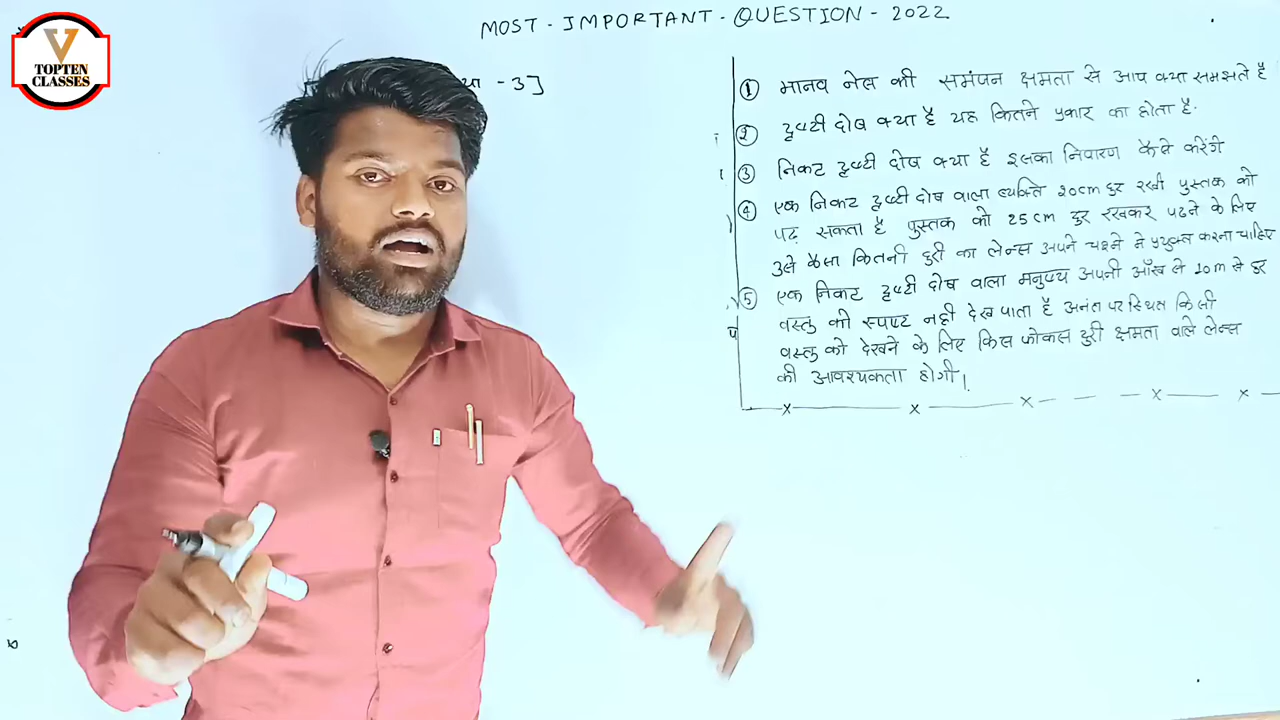 MOST - IMPORTANT - QUESTION - 2022
V
TOPTEN
CLASSES
- 3]
① मानव नेत्र की समंजन क्षमता से आप क्या समझते है
② दृष्टी दोष क्या है यह कितने प्रकार का होता है.
③ निकट दृष्टी दोष क्या है इसका निवारण कैसे करेंगे
④ एक निकट दृष्टी दोष वाला व्यक्ति 20cm दुर रखी पुस्तक को
पढ़ सकता है पुस्तक को 25cm दुर रखकर पढने के लिए
उसे कैसा कितनी दुरी का लेन्स अपने चश्मे मे प्रयुक्त करना चाहिए
⑤ एक निकट दृष्टी दोष वाला मनुष्य अपनी आँख से 10m से दुर
वस्तु को स्पष्ट नही देख पाता है अनंत पर स्थित किसी
वस्तु को देखने के लिए किस फोकस दुरी क्षमता वाले लेन्स
की आवश्यकता होगी।